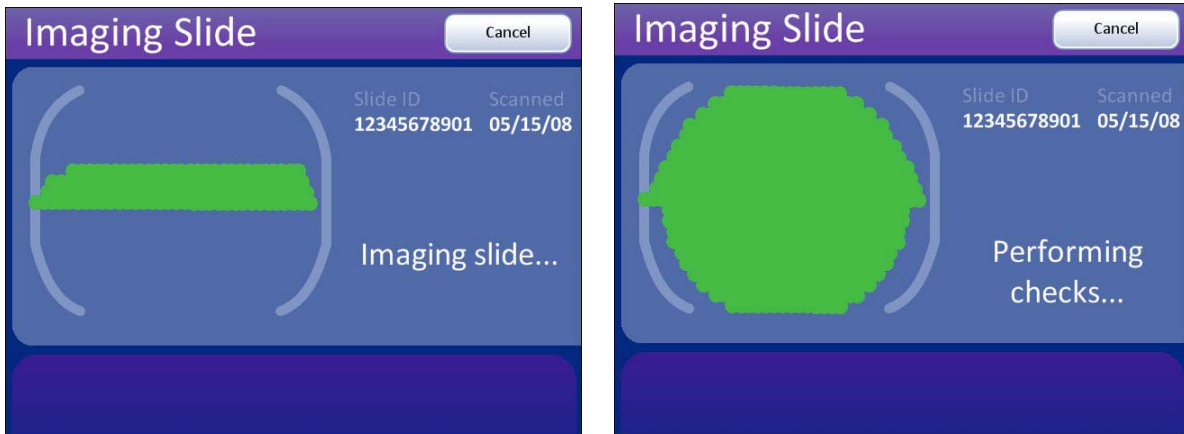 Imaging Slide
Cancel
Slide ID Scanned
12345678901 05/15/08
Imaging slide...
Imaging Slide
Cancel
Slide ID Scanned
12345678901 05/15/08
Performing
checks...